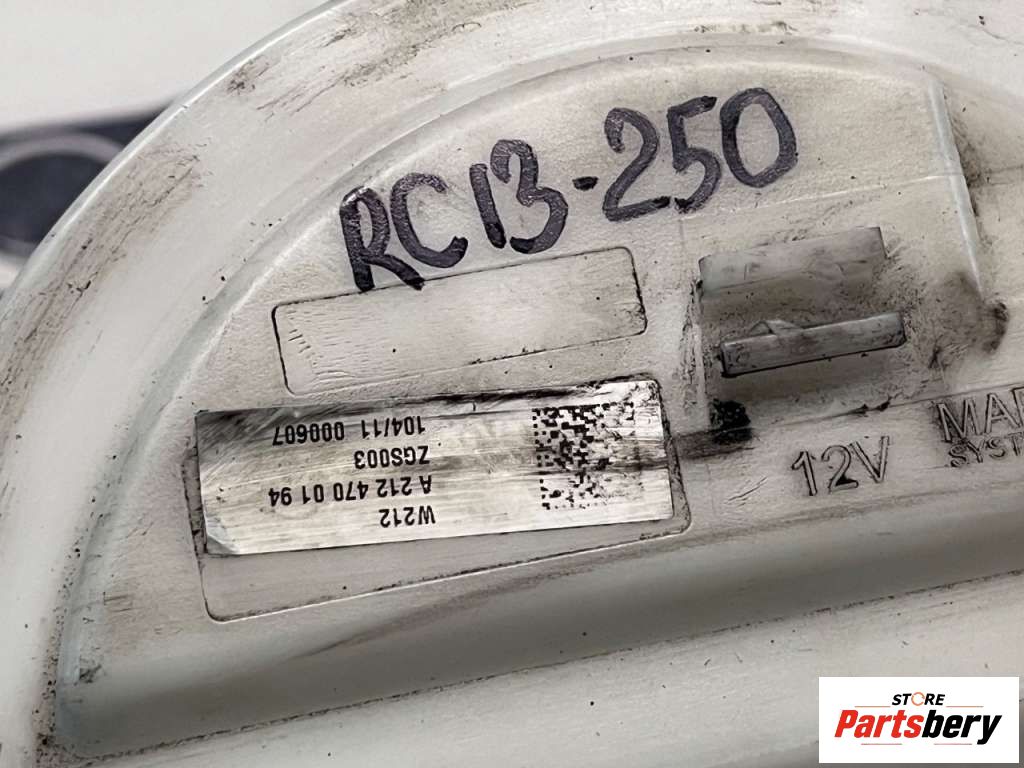 RC13-250
W212
A 212 470 01 94
ZGS003
104/11 000607
12V
STORE
Partsbery